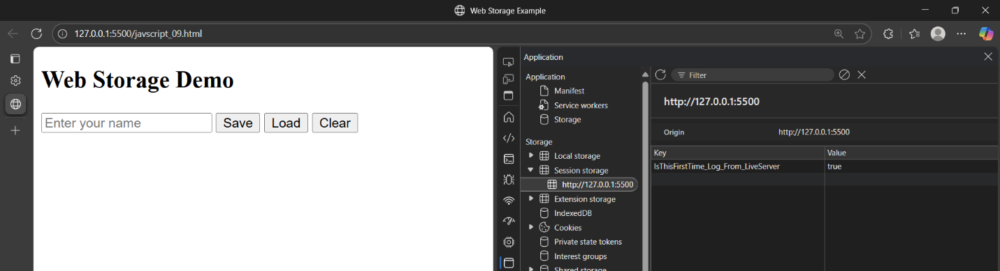 Web Storage Example
127.0.0.1:5500/javscript_09.html
Web Storage Demo
Enter your name Save Load Clear
Application
Application
Manifest
Service workers
Storage
Storage
Local storage
Session storage
http://127.0.0.1:5500
Extension storage
IndexedDB
Cookies
Private state tokens
Interest groups
Shared storage
Filter
http://127.0.0.1:5500
Origin http://127.0.0.1:5500
Key Value
IsThisFirstTime_Log_From_LiveServer true